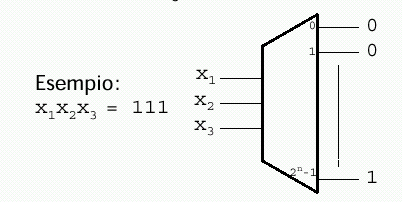 Esempio:
x₁x₂x₃ = 111
x₁
x₂
x₃
0
1
2ⁿ-1
0
0
1